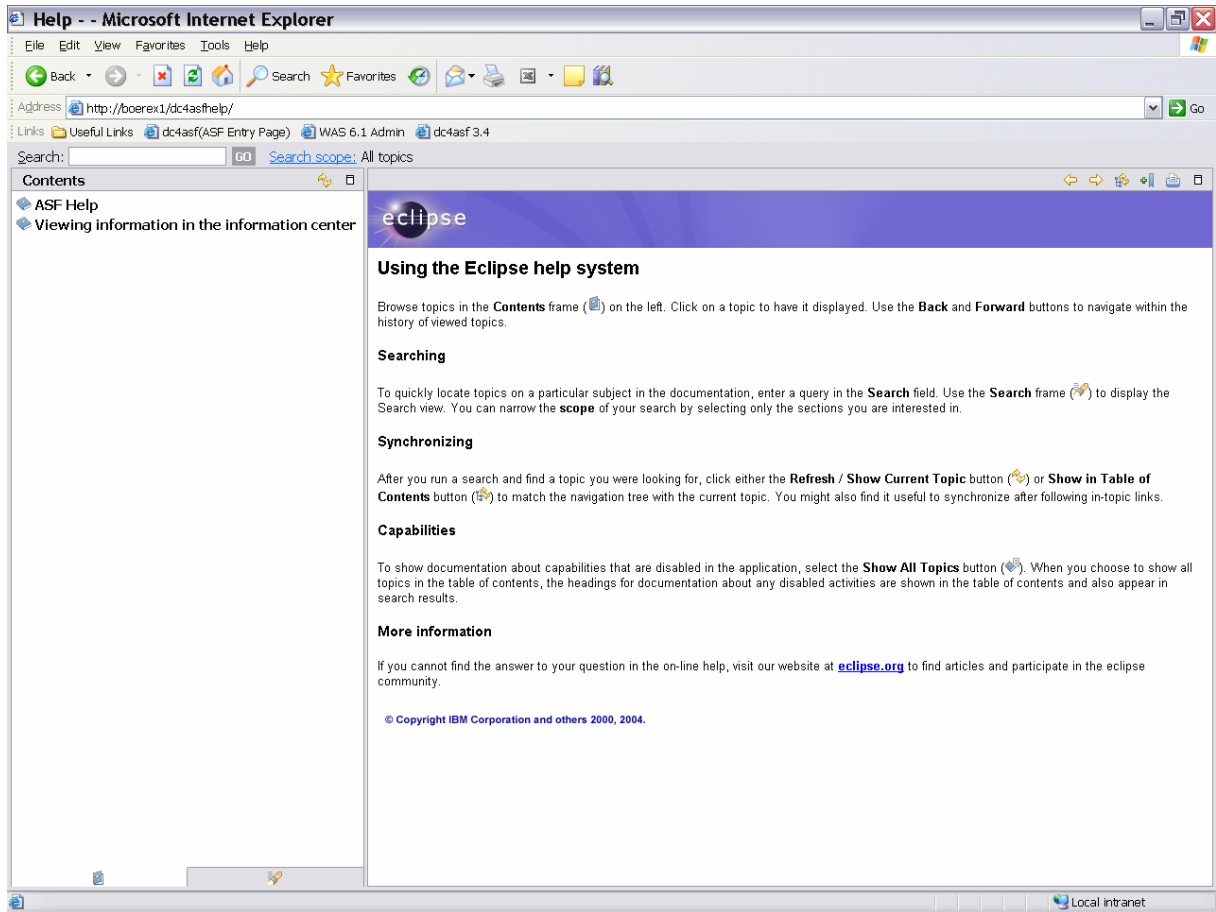 Help - - Microsoft Internet Explorer
File Edit View Favorites Tools Help
Back Search Favorites
Address http://boerex1/dc4asfhelp/ Go
Links Useful Links dc4asf(ASF Entry Page) WAS 6.1 Admin dc4asf 3.4
Search: GO Search scope: All topics
Contents
ASF Help
Viewing information in the information center
eclipse
Using the Eclipse help system
Browse topics in the Contents frame ( ) on the left. Click on a topic to have it displayed. Use the Back and Forward buttons to navigate within the
history of viewed topics.
Searching
To quickly locate topics on a particular subject in the documentation, enter a query in the Search field. Use the Search frame ( ) to display the
Search view. You can narrow the scope of your search by selecting only the sections you are interested in.
Synchronizing
After you run a search and find a topic you were looking for, click either the Refresh / Show Current Topic button ( ) or Show in Table of
Contents button ( ) to match the navigation tree with the current topic. You might also find it useful to synchronize after following in-topic links.
Capabilities
To show documentation about capabilities that are disabled in the application, select the Show All Topics button ( ). When you choose to show all
topics in the table of contents, the headings for documentation about any disabled activities are shown in the table of contents and also appear in
search results.
More information
If you cannot find the answer to your question in the on-line help, visit our website at eclipse.org to find articles and participate in the eclipse
community.
© Copyright IBM Corporation and others 2000, 2004.
Local intranet